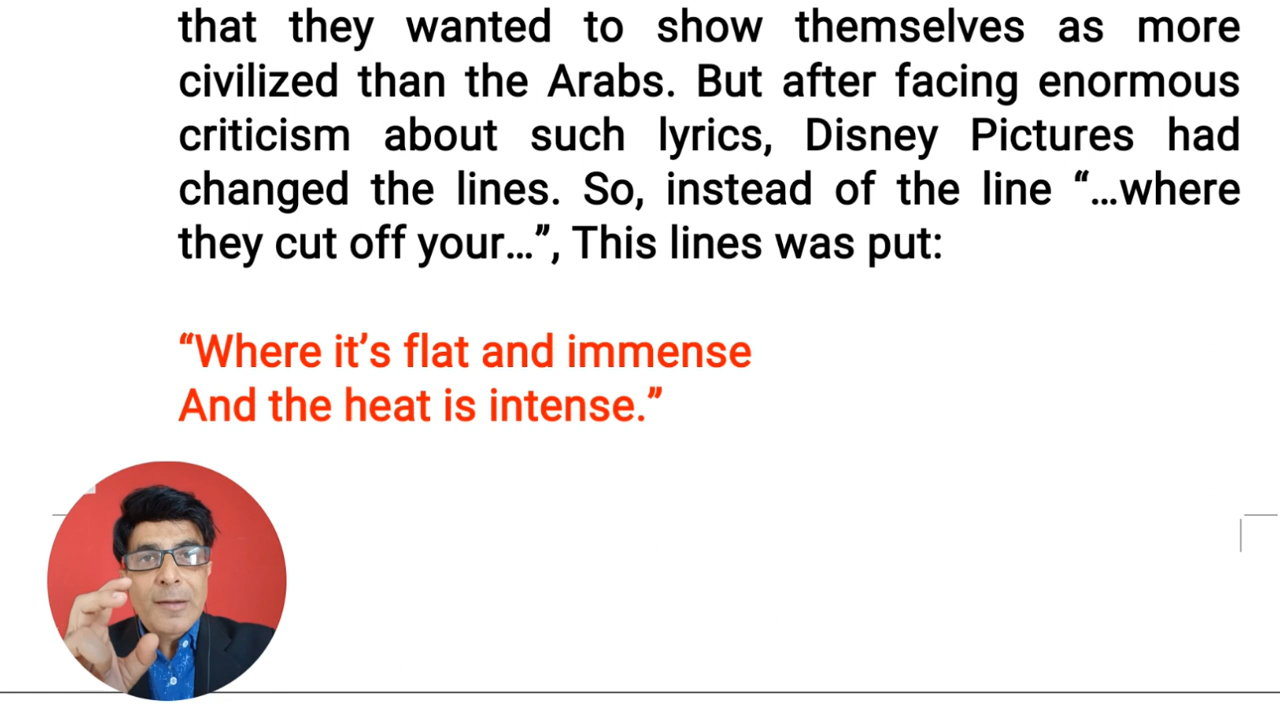 that they wanted to show themselves as more
civilized than the Arabs. But after facing enormous
criticism about such lyrics, Disney Pictures had
changed the lines. So, instead of the line “…where
they cut off your…”, This lines was put:
“Where it’s flat and immense
And the heat is intense.”